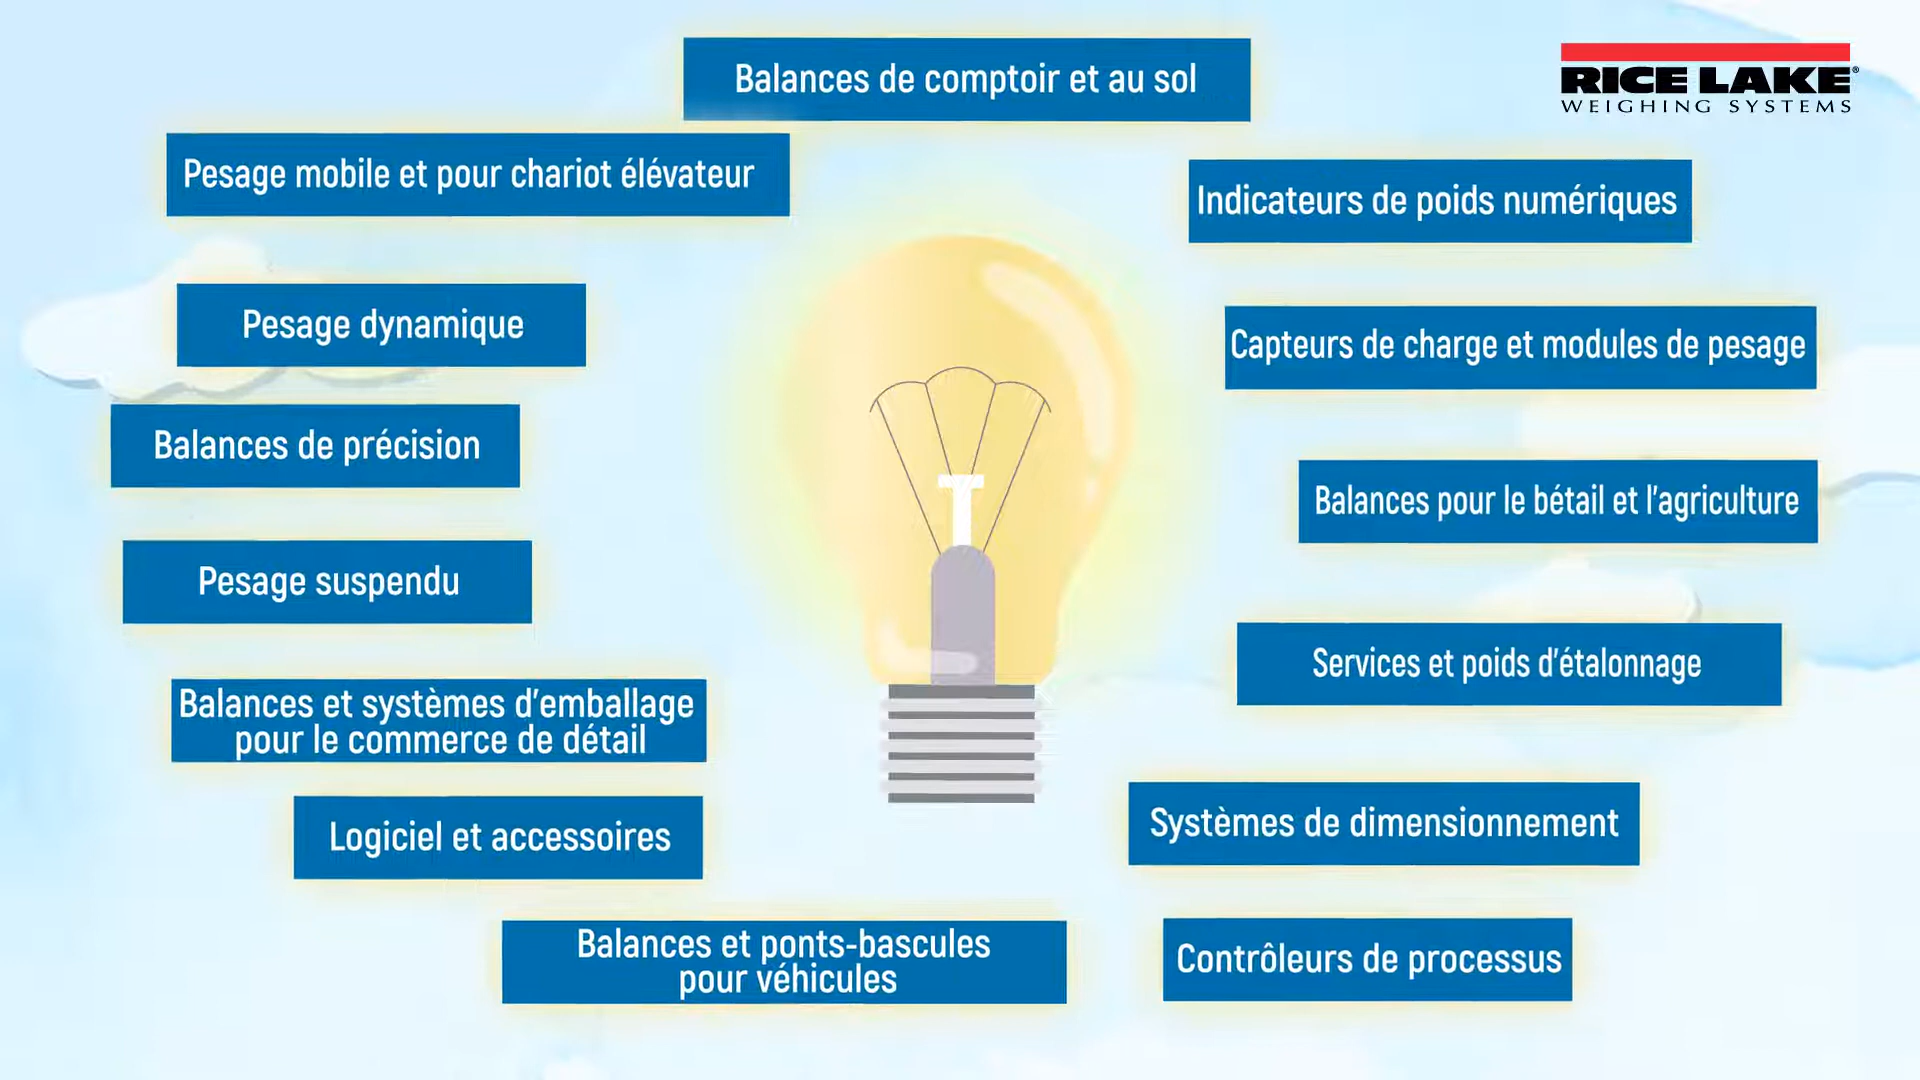 Balances de comptoir et au sol
RICE LAKE®
WEIGHING SYSTEMS
Pesage mobile et pour chariot élévateur
Indicateurs de poids numériques
Pesage dynamique
Capteurs de charge et modules de pesage
Balances de précision
Balances pour le bétail et l'agriculture
Pesage suspendu
Services et poids d'étalonnage
Balances et systèmes d'emballage
pour le commerce de détail
Logiciel et accessoires
Systèmes de dimensionnement
Balances et ponts-bascules
pour véhicules
Contrôleurs de processus